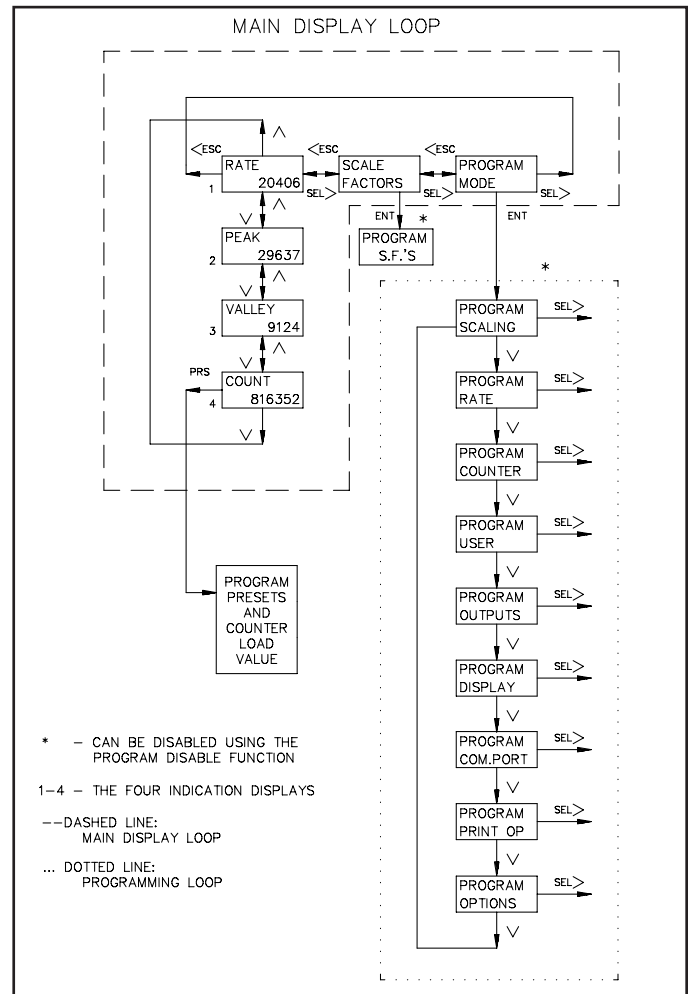 MAIN DISPLAY LOOP
<ESC
<ESC
<ESC
RATE
20406
1
SEL>
SCALE
FACTORS
SEL>
PROGRAM
MODE
SEL>
ENT
*
ENT
PROGRAM
S.F.'S
PEAK
29637
2
VALLEY
9124
3
PRS
COUNT
816352
4
*
PROGRAM
SCALING
SEL>
PROGRAM
RATE
SEL>
PROGRAM
COUNTER
SEL>
PROGRAM
USER
SEL>
PROGRAM
OUTPUTS
SEL>
PROGRAM
DISPLAY
SEL>
PROGRAM
COM.PORT
SEL>
PROGRAM
PRINT OP
SEL>
PROGRAM
OPTIONS
SEL>
PROGRAM
PRESETS
AND
COUNTER
LOAD
VALUE
* – CAN BE DISABLED USING THE
PROGRAM DISABLE FUNCTION
1–4 – THE FOUR INDICATION DISPLAYS
––DASHED LINE:
MAIN DISPLAY LOOP
... DOTTED LINE:
PROGRAMMING LOOP